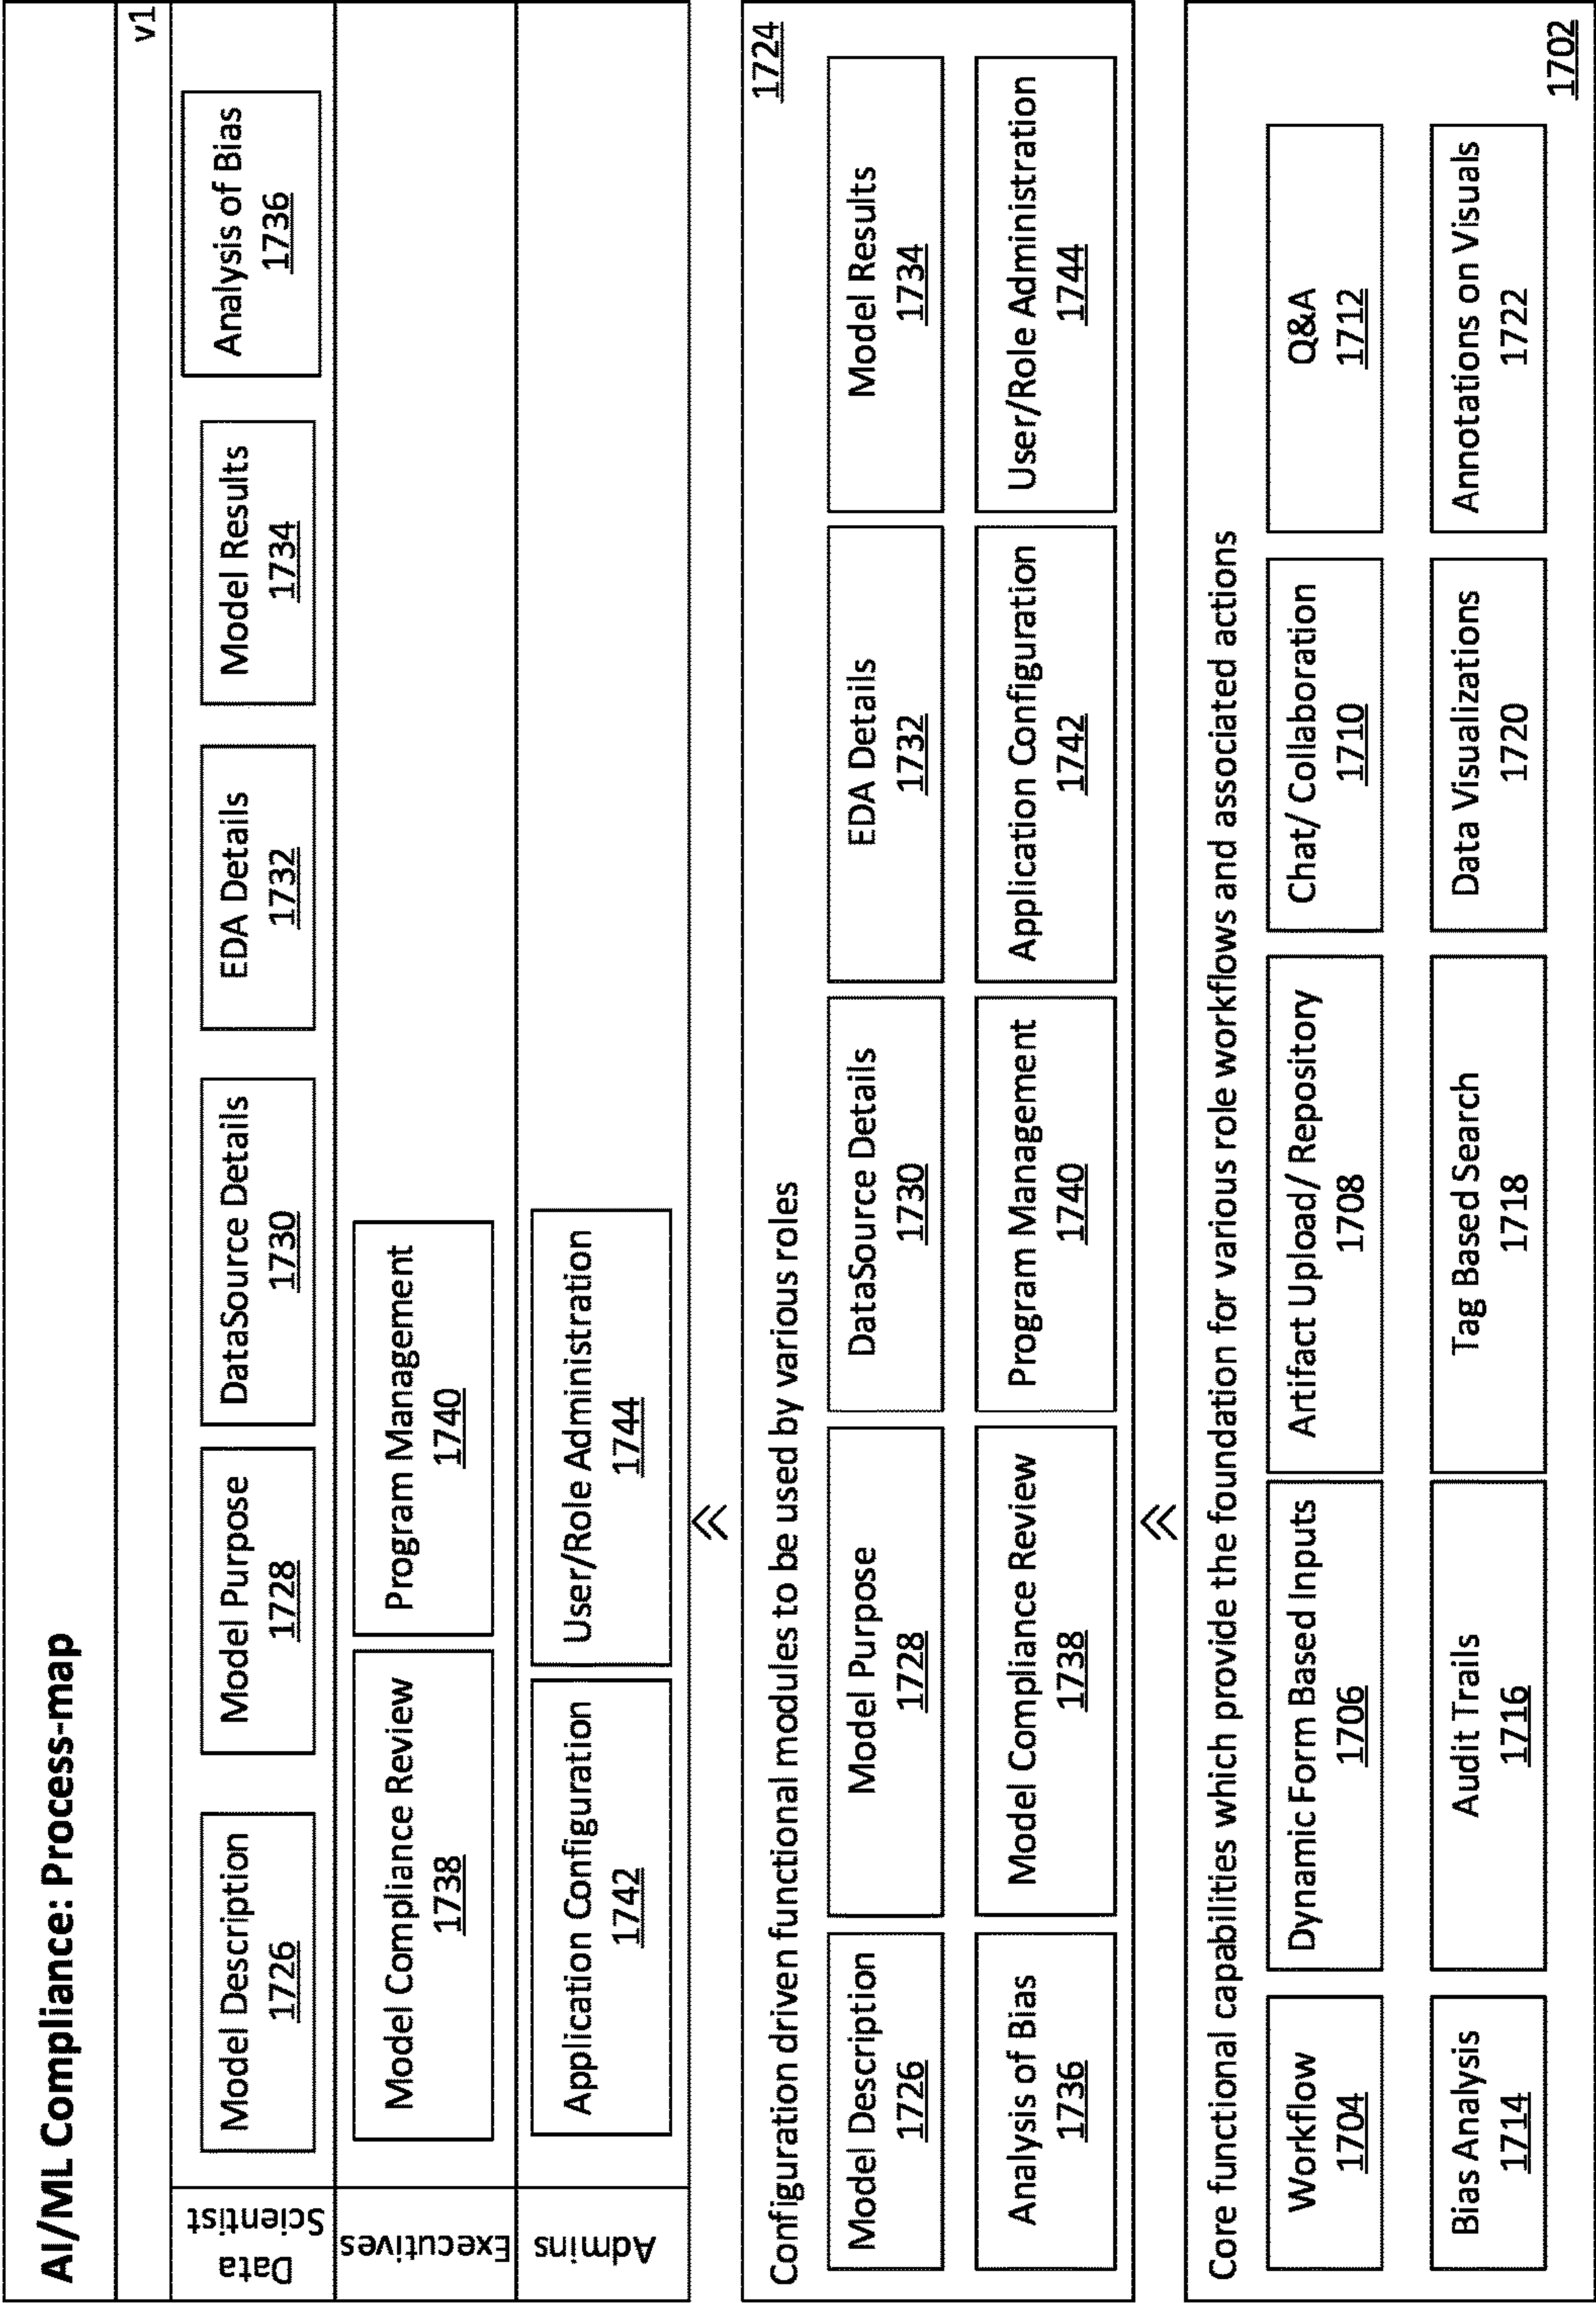 AI/ML Compliance: Process-map
v1
Data
Scientist
Model Description
1726
Model Purpose
1728
DataSource Details
1730
EDA Details
1732
Model Results
1734
Analysis of Bias
1736
Executives
Model Compliance Review
1738
Program Management
1740
Admins
Application Configuration
1742
User/Role Administration
1744
1724
Configuration driven functional modules to be used by various roles
Model Description
1726
Model Purpose
1728
DataSource Details
1730
EDA Details
1732
Model Results
1734
Analysis of Bias
1736
Model Compliance Review
1738
Program Management
1740
Application Configuration
1742
User/Role Administration
1744
Core functional capabilities which provide the foundation for various role workflows and associated actions
Workflow
1704
Dynamic Form Based Inputs
1706
Artifact Upload/ Repository
1708
Chat/ Collaboration
1710
Q&A
1712
Bias Analysis
1714
Audit Trails
1716
Tag Based Search
1718
Data Visualizations
1720
Annotations on Visuals
1722
1702